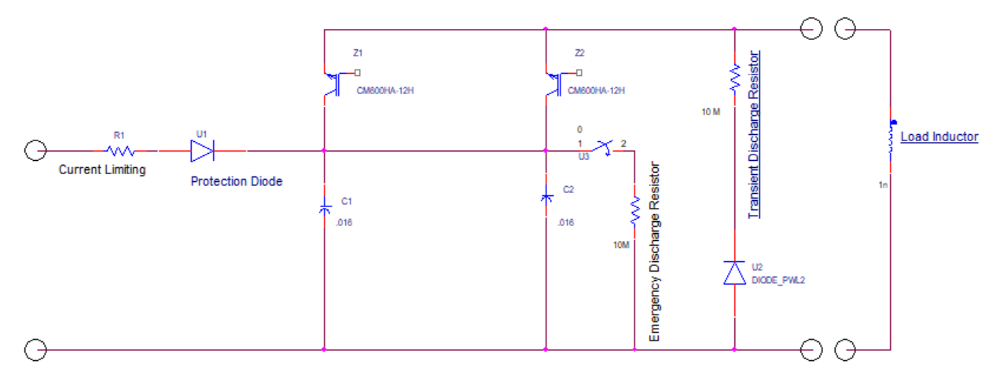 Z1
CM600HA-12H
Z2
CM600HA-12H
R1
Current Limiting
U1
Protection Diode
0
1
2
U3
C1
.016
C2
.016
10M
Emergency Discharge Resistor
10 M
Transient Discharge Resistor
U2
DIODE_PWL2
Load Inductor
1n